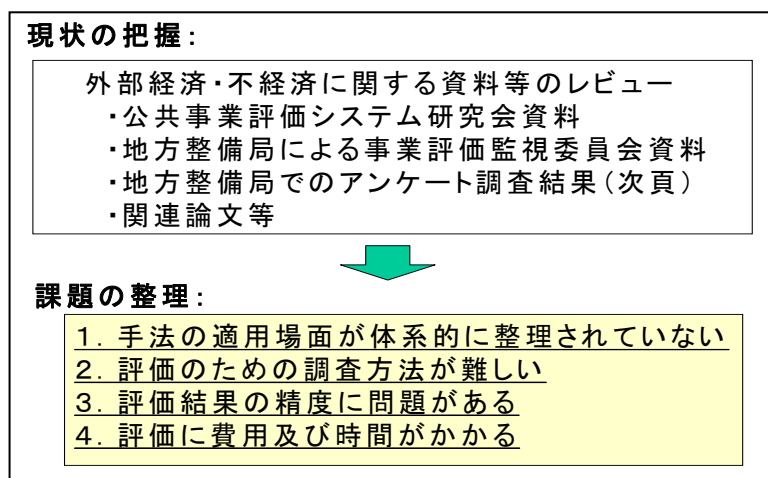 現状の把握:
外部経済・不経済に関する資料等のレビュー
・公共事業評価システム研究会資料
・地方整備局による事業評価監視委員会資料
・地方整備局でのアンケート調査結果(次頁)
・関連論文等
課題の整理:
1. 手法の適用場面が体系的に整理されていない
2. 評価のための調査方法が難しい
3. 評価結果の精度に問題がある
4. 評価に費用及び時間がかかる